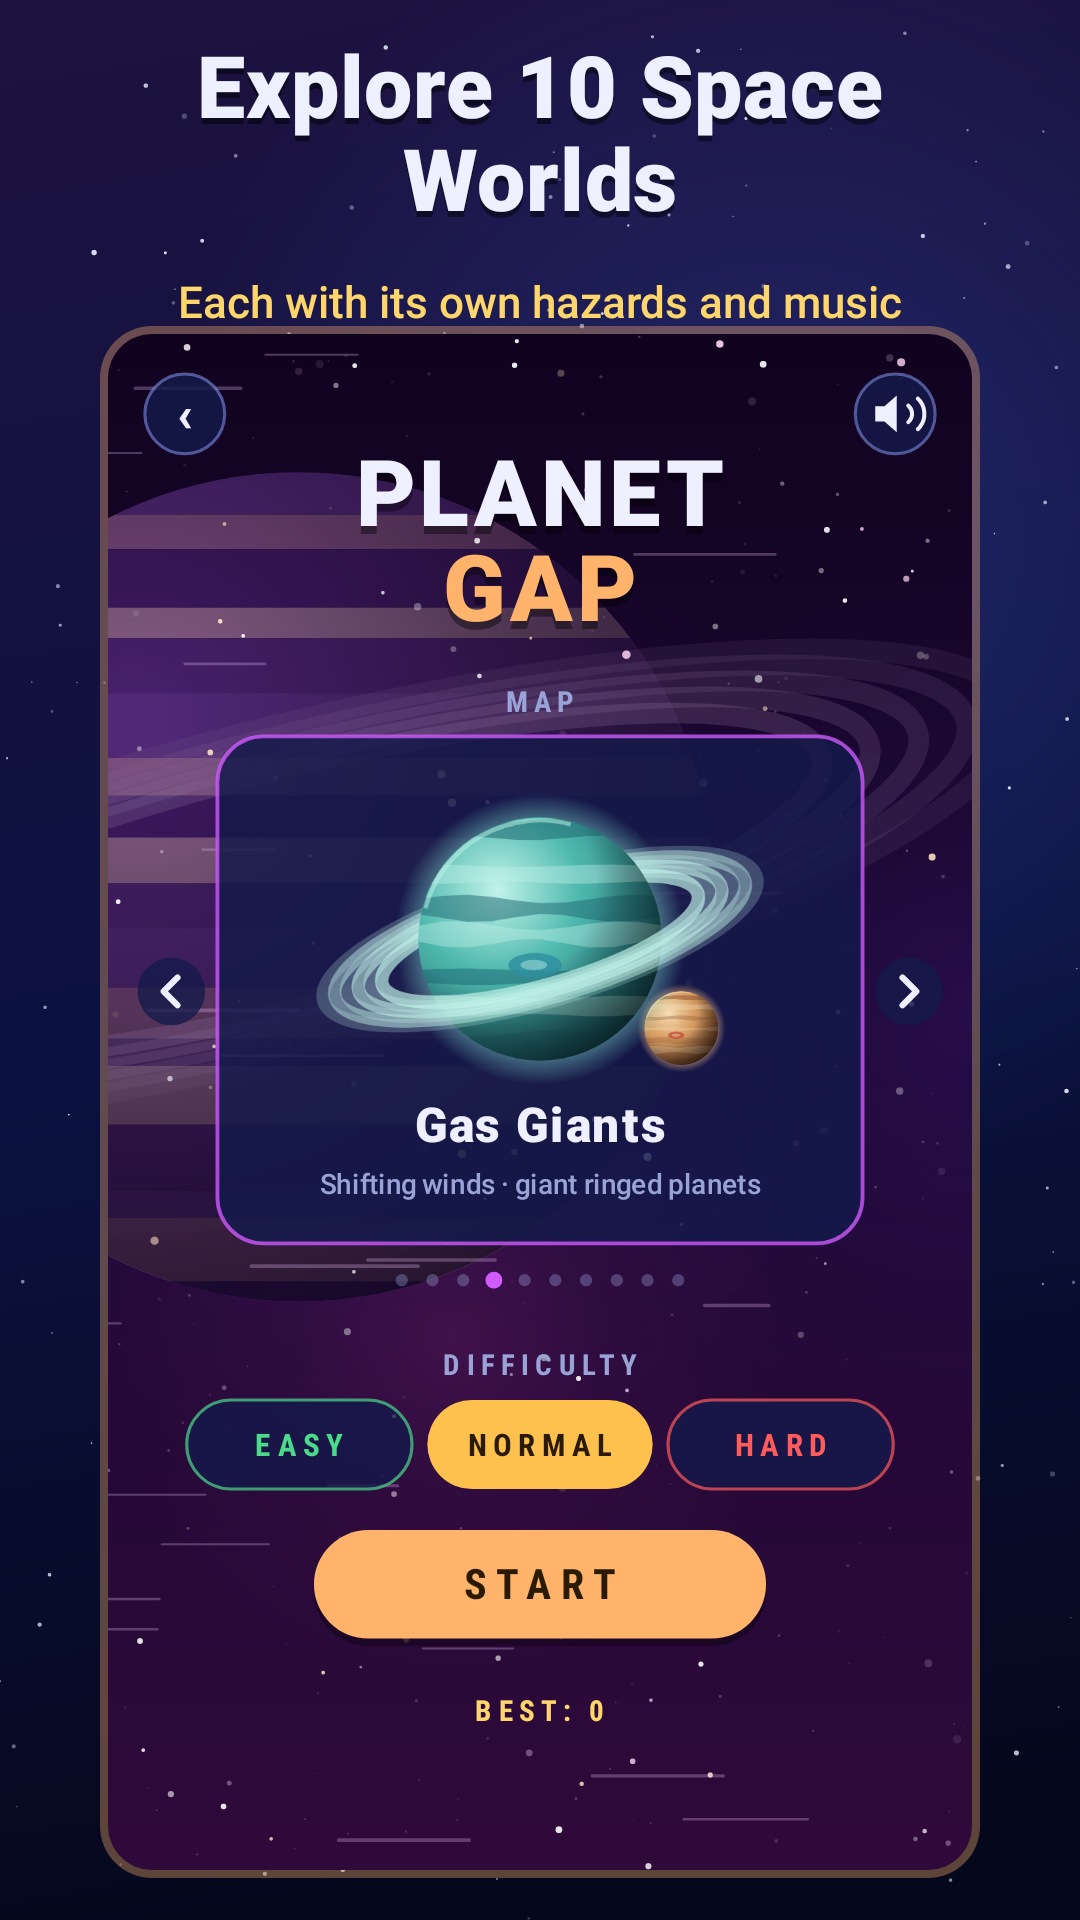 Explore 10 Space
Worlds
Each with its own hazards and music
PLANET
GAP
MAP
Gas Giants
Shifting winds · giant ringed planets
DIFFICULTY
EASY NORMAL HARD
START
BEST: 0